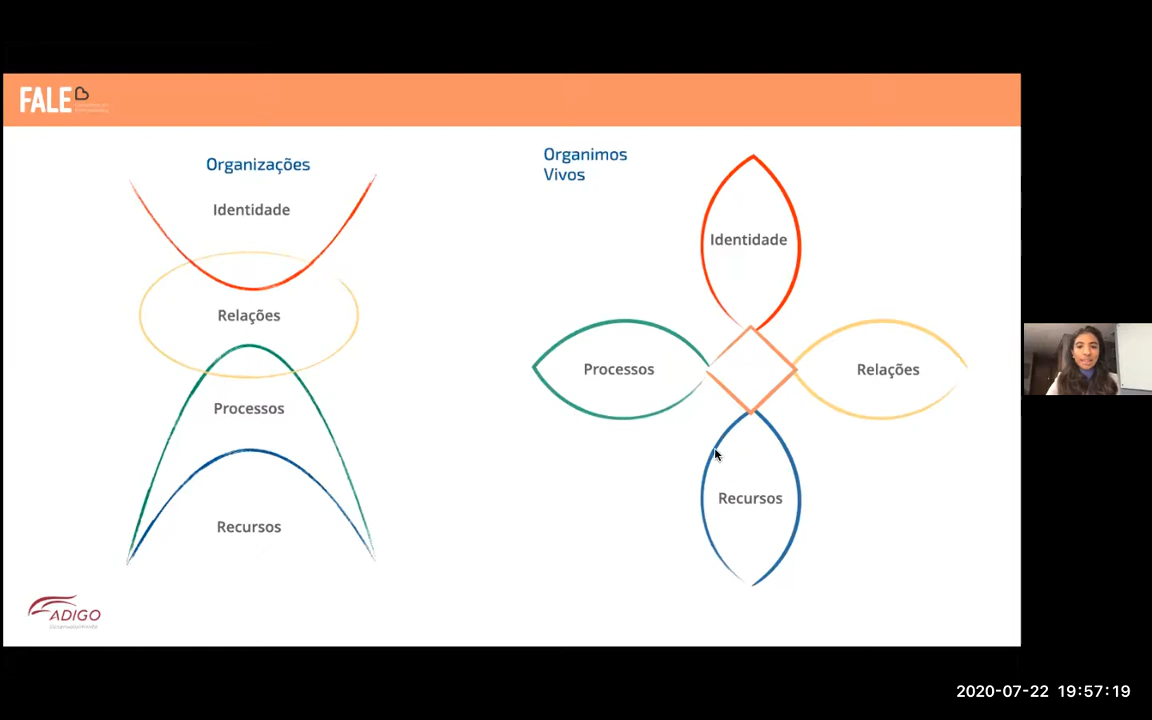 FALE
Organizações
Identidade
Relações
Processos
Recursos
Organimos
Vivos
Identidade
Processos
Relações
Recursos
ADIGO
desenvolvimento
2020-07-22 19:57:19